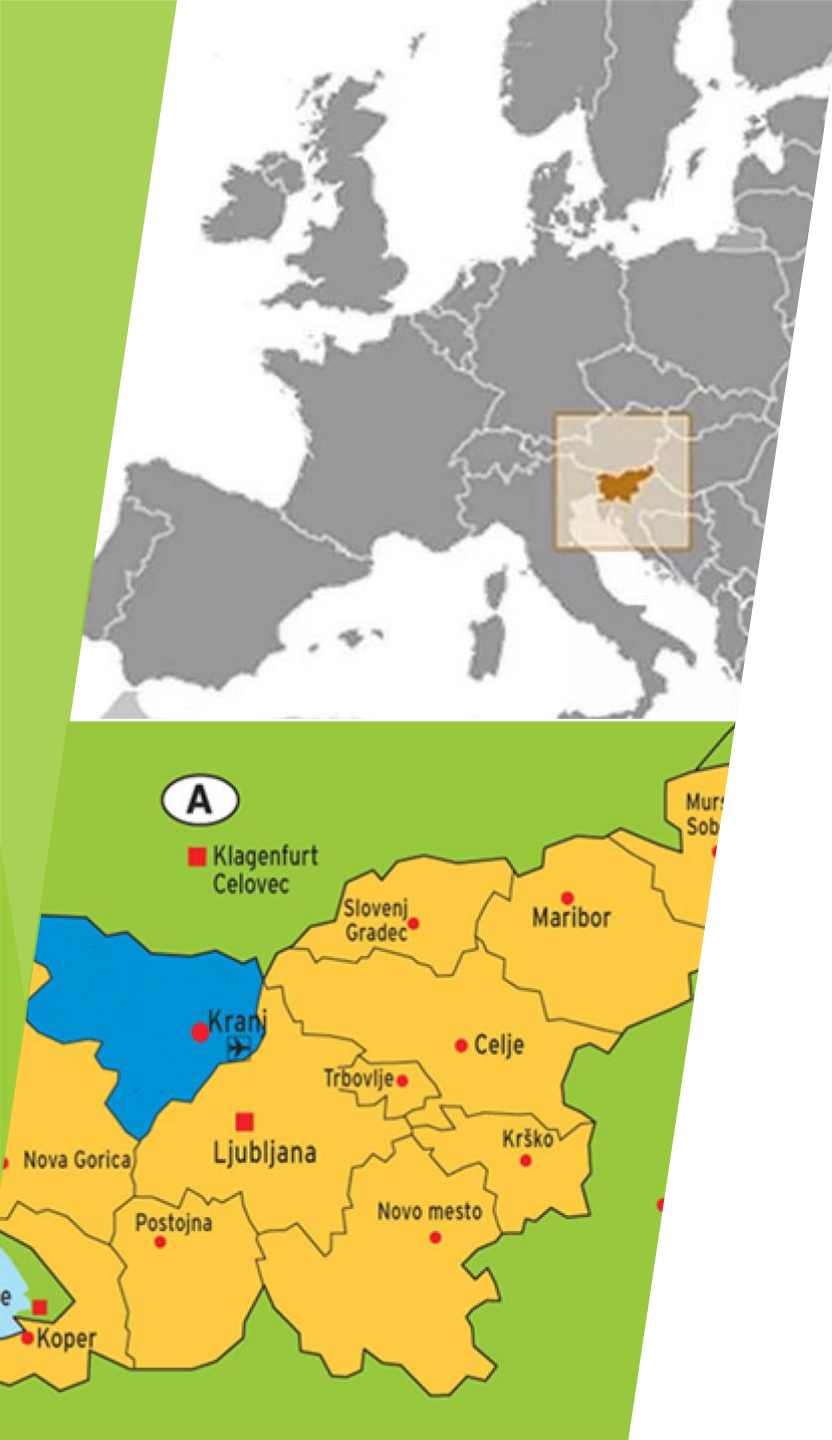 A
Klagenfurt
Celovec
Slovenj
Gradec
Maribor
Kranj
Celje
Trbovlje
Ljubljana
Krško
Nova Gorica
Novo mesto
Postojna
Koper